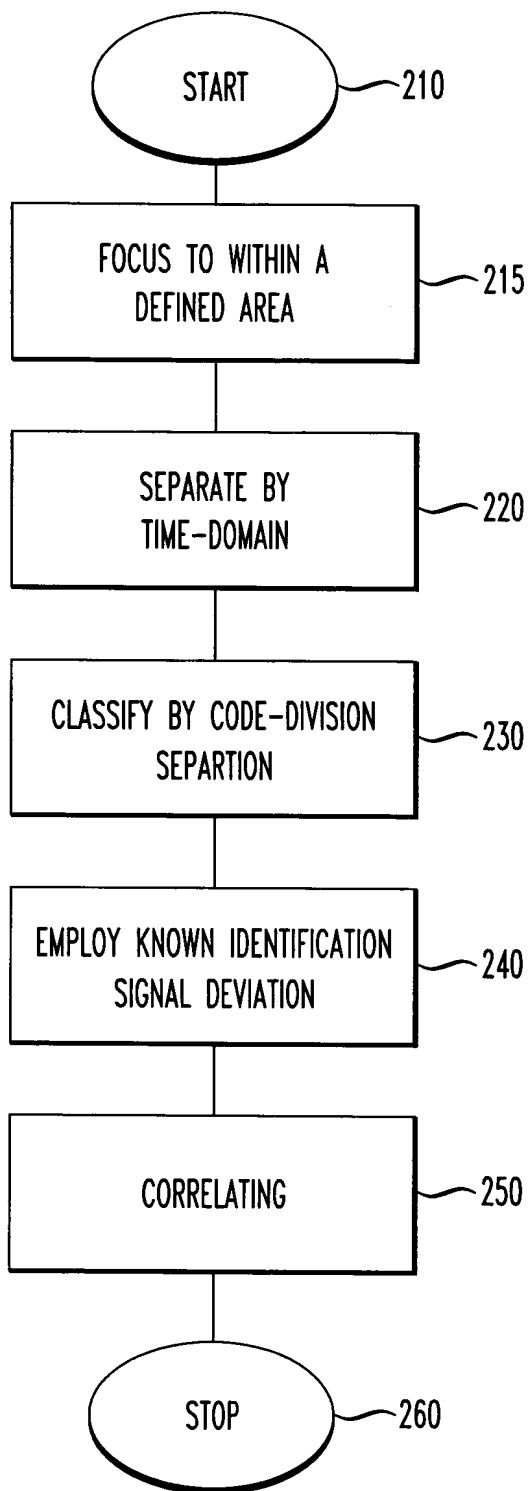 START
210
FOCUS TO WITHIN A
DEFINED AREA
215
SEPARATE BY
TIME-DOMAIN
220
CLASSIFY BY CODE-DIVISION
SEPARTION
230
EMPLOY KNOWN IDENTIFICATION
SIGNAL DEVIATION
240
CORRELATING
250
STOP
260